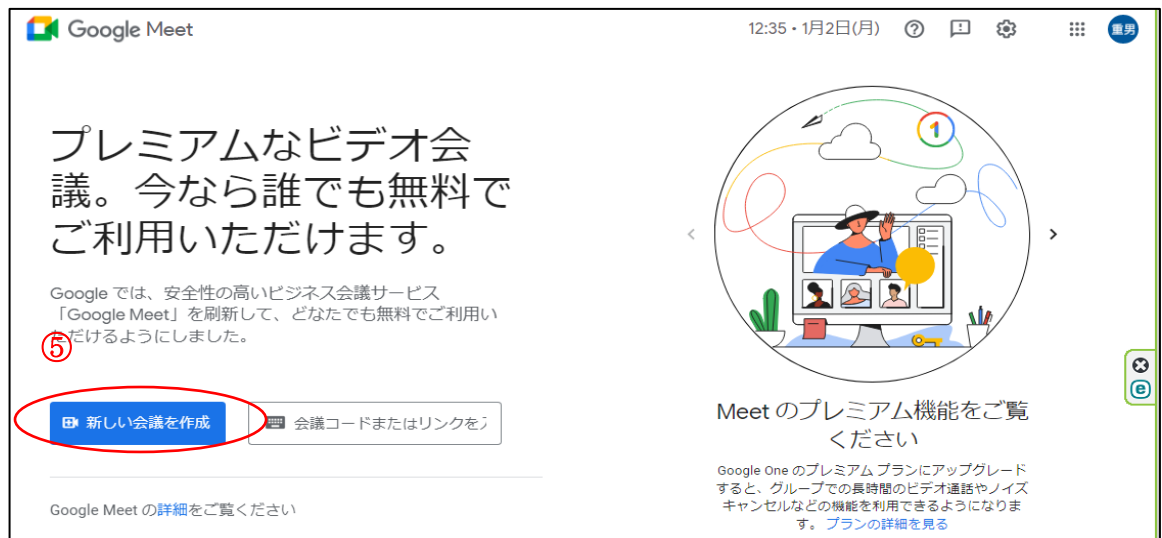 Google Meet
12:35・1月2日(月)
重男
プレミアムなビデオ会
議。今なら誰でも無料で
ご利用いただけます。
Google では、安全性の高いビジネス会議サービス
「Google Meet」を刷新して、どなたでも無料でご利用い
ただけるようにしました。
⑤
新しい会議を作成
会議コードまたはリンクを
Google Meet の詳細をご覧ください
1
Meet のプレミアム機能をご覧
ください
Google One のプレミアム プランにアップグレード
すると、グループでの長時間のビデオ通話やノイズ
キャンセルなどの機能を利用できるようになりま
す。 プランの詳細を見る
e